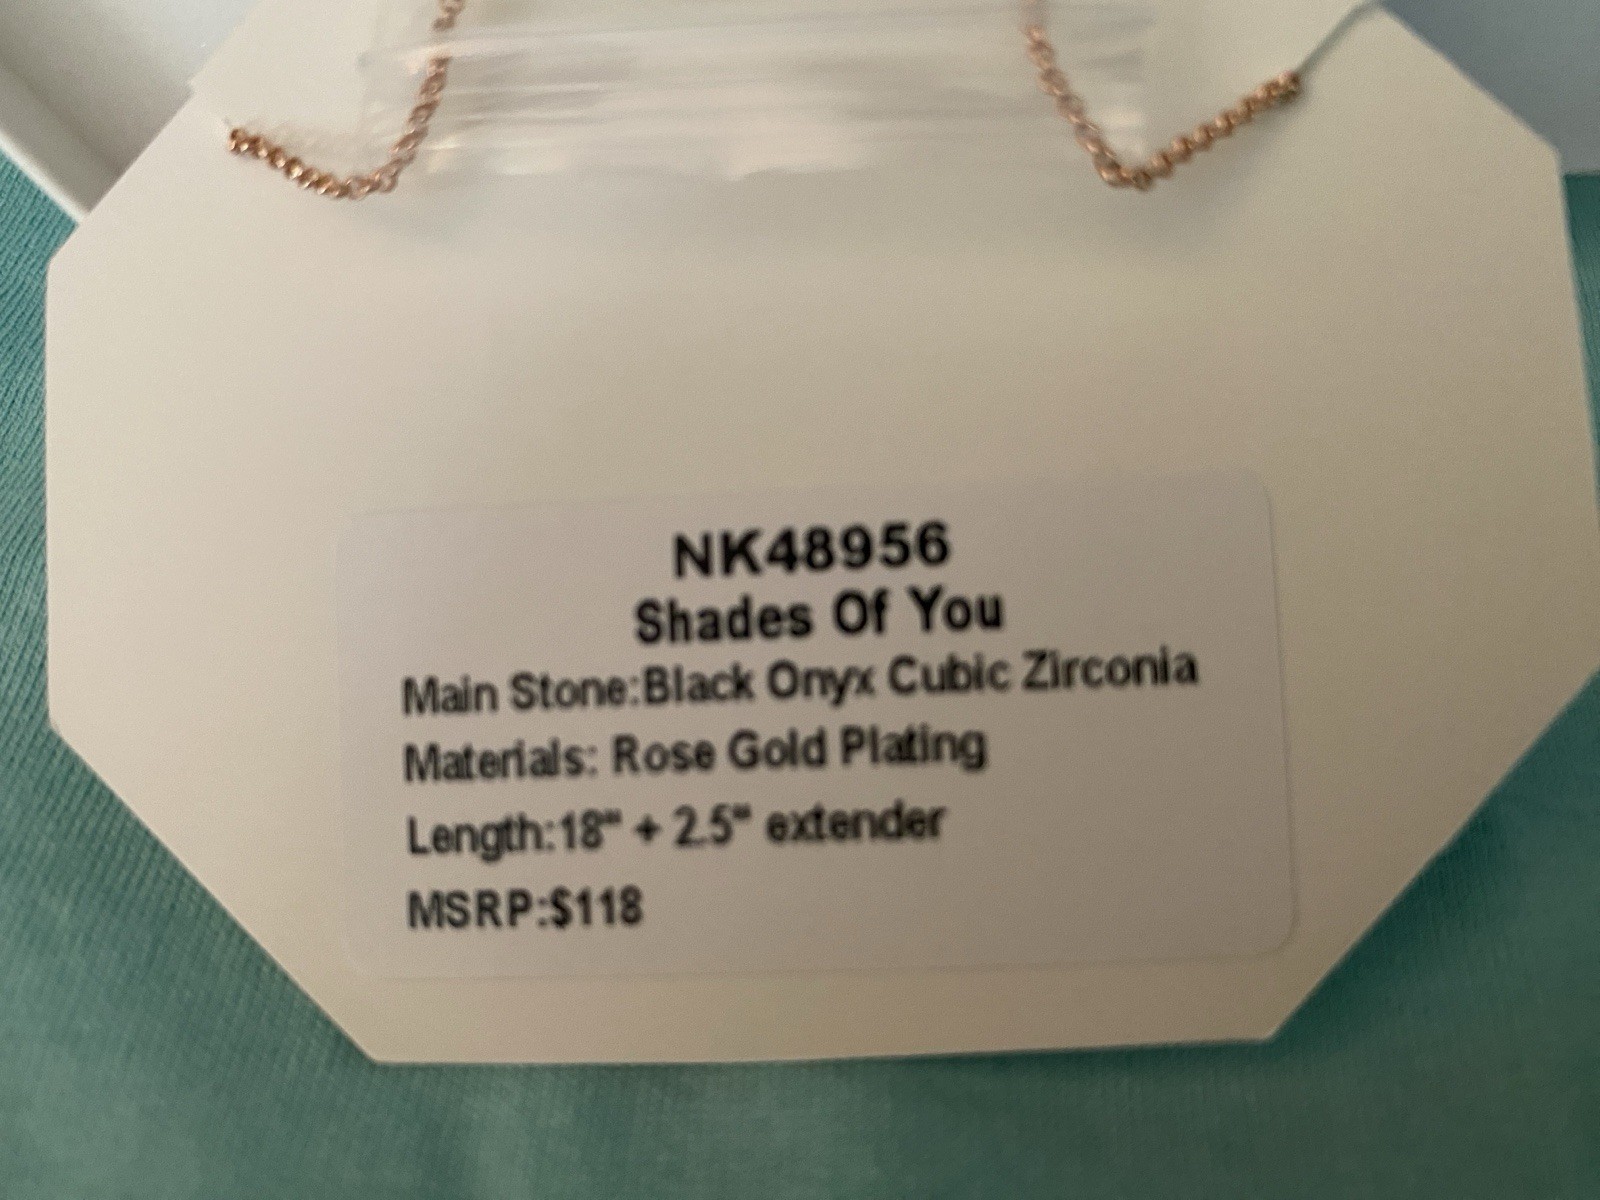 NK48956
Shades Of You
Main Stone:Black Onyx Cubic Zirconia
Materials: Rose Gold Plating
Length:18" + 2.5" extender
MSRP:$118